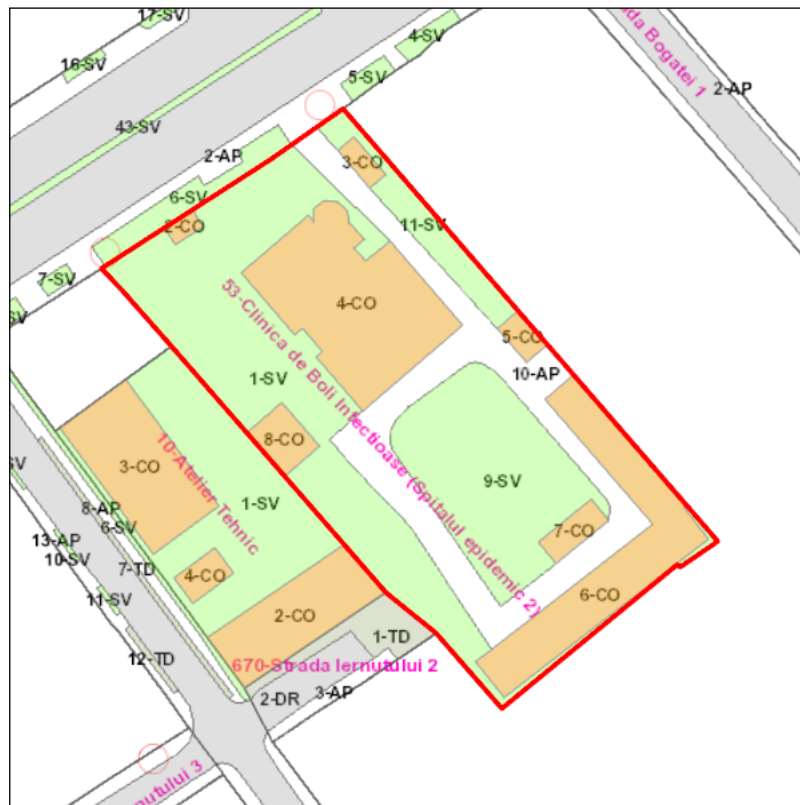 17-SV
4-SV
16-SV
5-SV
da Bogatei 1
2-AP
43-SV
2-AP
3-CO
6-SV
11-SV
2-CO
7-SV
SV
4-CO
53-Clinica de Boli Infectioase (Spitalul epidemic 2)
5-CO
10-AP
1-SV
8-CO
3-CO
10-Atelier Tehnic
SV
9-SV
1-SV
8-AP
6-SV
7-CO
13-AP
10-SV
7-TD
4-CO
11-SV
6-CO
2-CO
1-TD
12-TD
670-Strada Iernutului 2
2-DR
3-AP
nutului 3